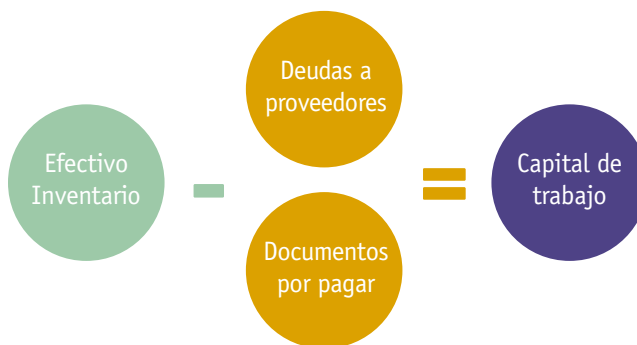 Efectivo
Inventario
-
Deudas a
proveedores
Documentos
por pagar
=
Capital de
trabajo